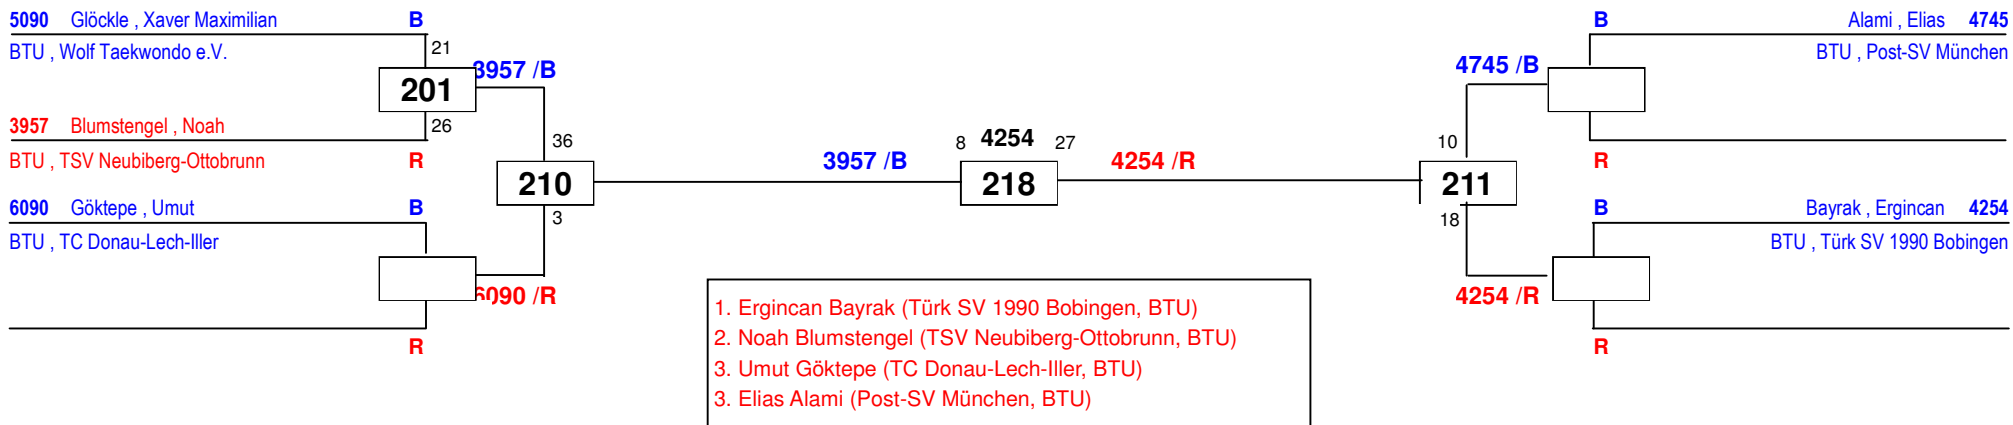 5090 Glöckle , Xaver Maximilian B
BTU , Wolf Taekwondo e.V.
21
3957 /B
201
26
3957 Blumstengel , Noah
BTU , TSV Neubiberg-Ottobrunn R
36
210
3
6090 Göktepe , Umut B
BTU , TC Donau-Lech-Iller
6090 /R
R
3957 /B
8 4254 27
218
4254 /R
B Alami , Elias 4745
BTU , Post-SV München
4745 /B
10
R
211
18
B Bayrak , Ergincan 4254
BTU , Türk SV 1990 Bobingen
4254 /R
R
1. Ergincan Bayrak (Türk SV 1990 Bobingen, BTU)
2. Noah Blumstengel (TSV Neubiberg-Ottobrunn, BTU)
3. Umut Göktepe (TC Donau-Lech-Iller, BTU)
3. Elias Alami (Post-SV München, BTU)